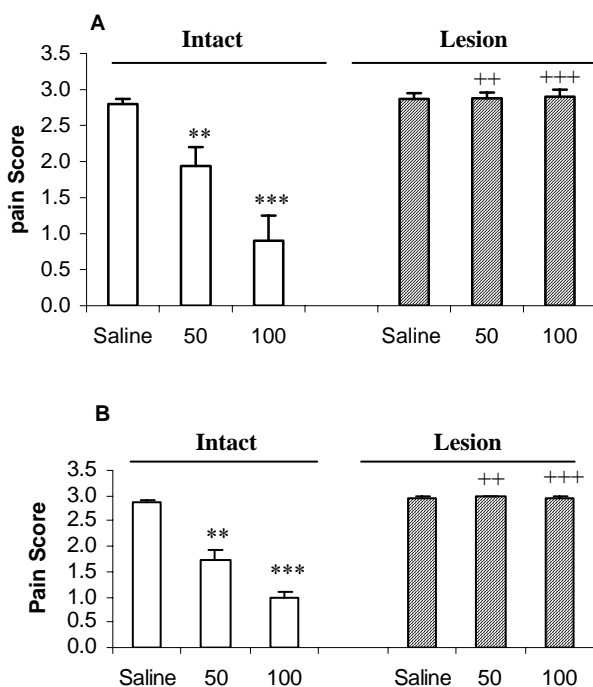 A
Intact Lesion
3.5
3.0
2.5
2.0
1.5
1.0
0.5
0.0
pain Score
** *** ++ +++
Saline 50 100 Saline 50 100
B
Intact Lesion
3.5
3.0
2.5
2.0
1.5
1.0
0.5
0.0
Pain Score
** *** ++ +++
Saline 50 100 Saline 50 100